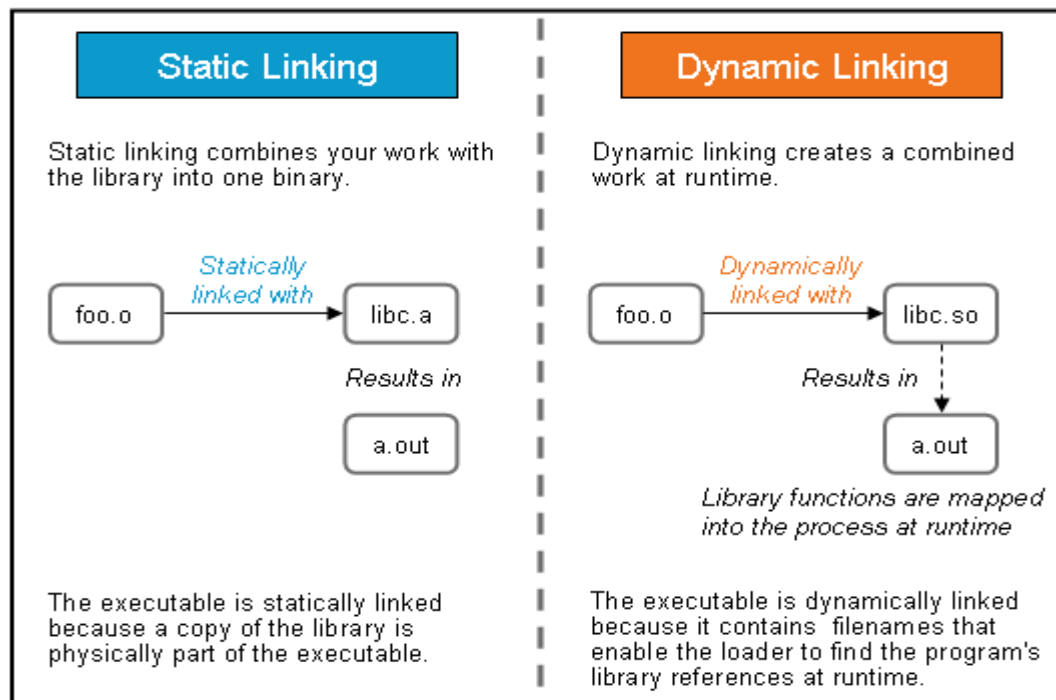 Static Linking
Static linking combines your work with
the library into one binary.
Statically
linked with
foo.o
libc.a
Results in
a.out
The executable is statically linked
because a copy of the library is
physically part of the executable.
Dynamic Linking
Dynamic linking creates a combined
work at runtime.
Dynamically
linked with
foo.o
libc.so
Results in
a.out
Library functions are mapped
into the process at runtime
The executable is dynamically linked
because it contains filenames that
enable the loader to find the program's
library references at runtime.